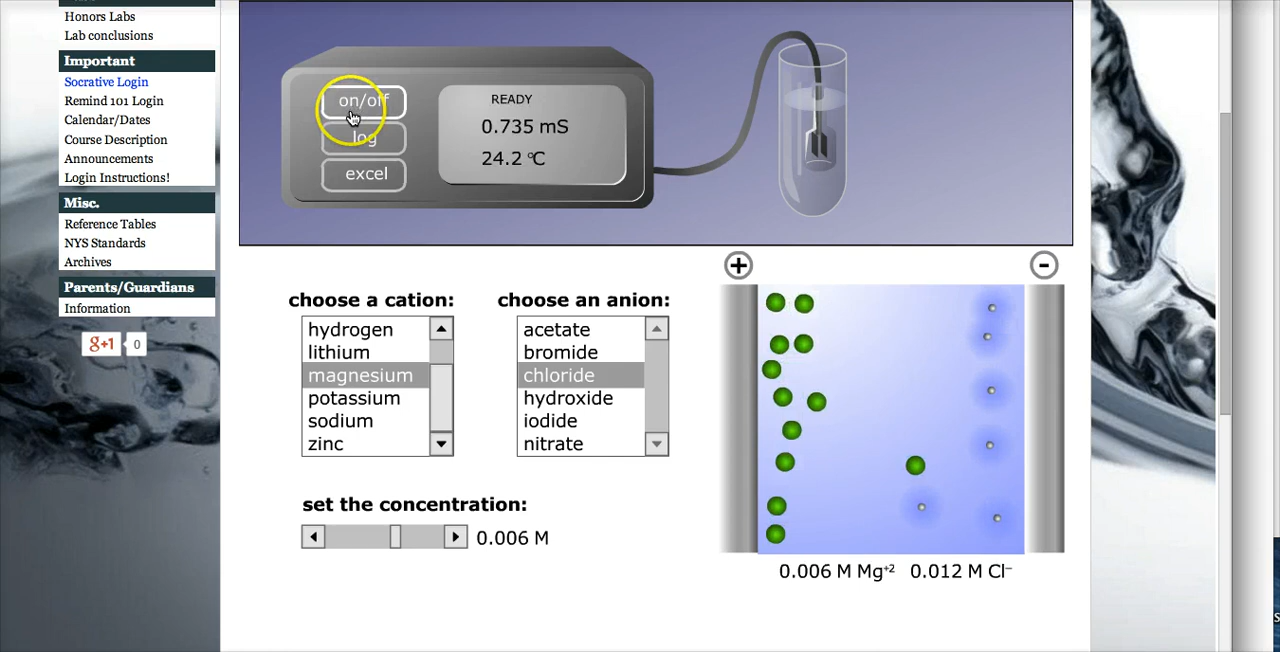 Honors Labs
Lab conclusions
Important
Socrative Login
Remind 101 Login
Calendar/Dates
Course Description
Announcements
Login Instructions!
Misc.
Reference Tables
NYS Standards
Archives
Parents/Guardians
Information
g+1 0
on/off
log
excel
READY
0.735 mS
24.2 °C
+ -
choose a cation:
hydrogen
lithium
magnesium
potassium
sodium
zinc
choose an anion:
acetate
bromide
chloride
hydroxide
iodide
nitrate
set the concentration:
0.006 M
0.006 M Mg⁺² 0.012 M Cl⁻